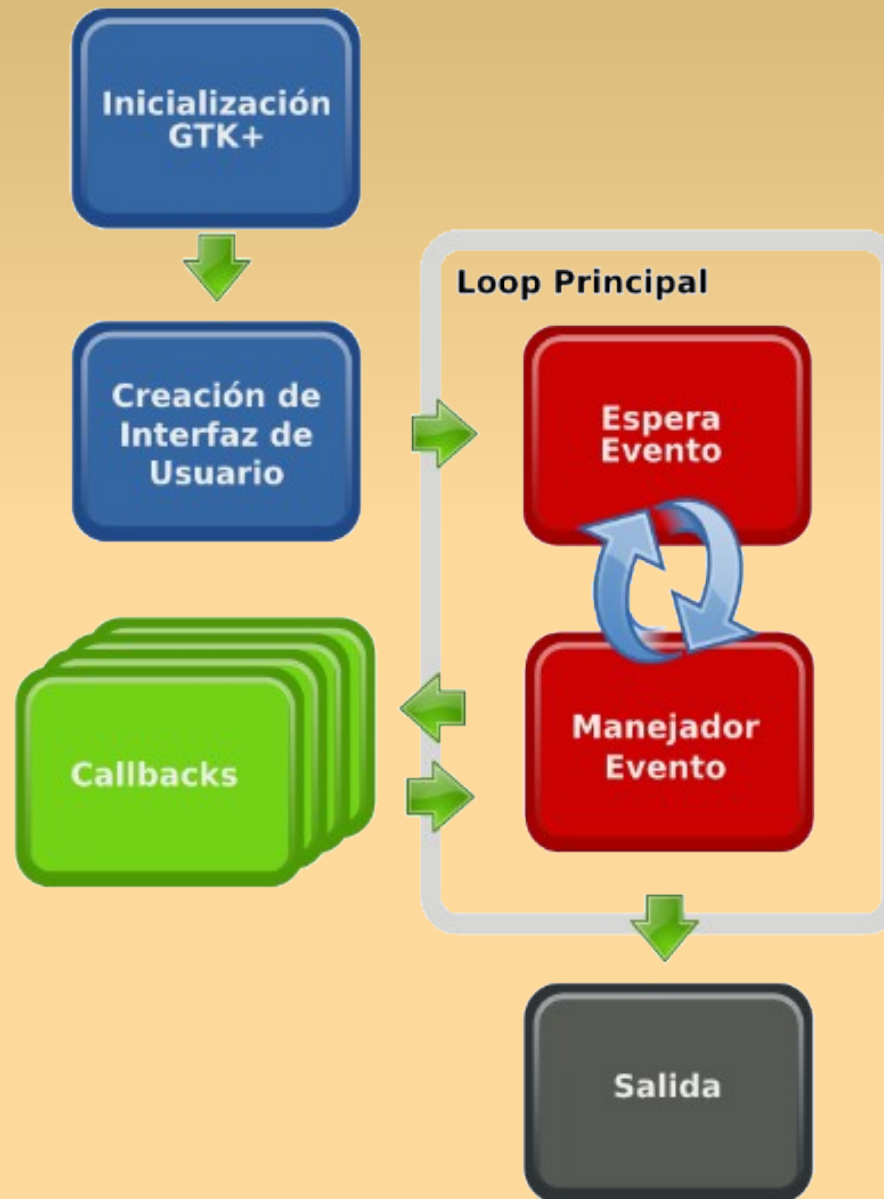 Inicialización
GTK+
Loop Principal
Creación de
Interfaz de
Usuario
Espera
Evento
Manejador
Evento
Callbacks
Salida